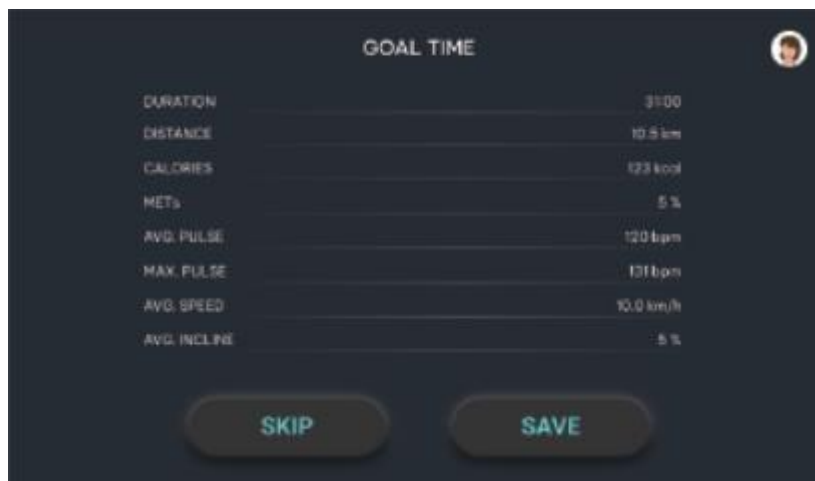 GOAL TIME
DURATION 31:00
DISTANCE 10.5 km
CALORIES 123 kcal
METs 5 %
AVG. PULSE 120 bpm
MAX. PULSE 131 bpm
AVG. SPEED 10.0 km/h
AVG. INCLINE 5 %
SKIP SAVE